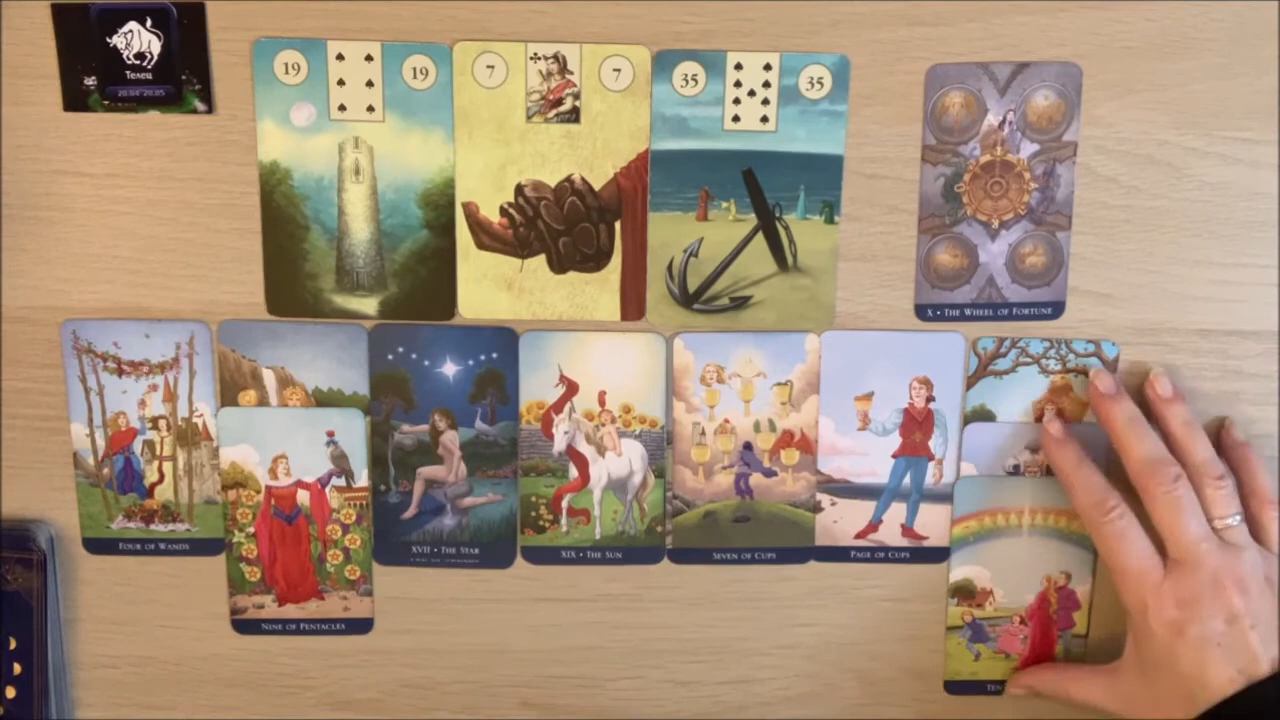 Телец
19 19
7 7
35 35
X • THE WHEEL OF FORTUNE
FOUR OF WANDS
XVII • THE STAR
XIX • THE SUN
SEVEN OF CUPS
PAGE OF CUPS
NINE OF PENTACLES